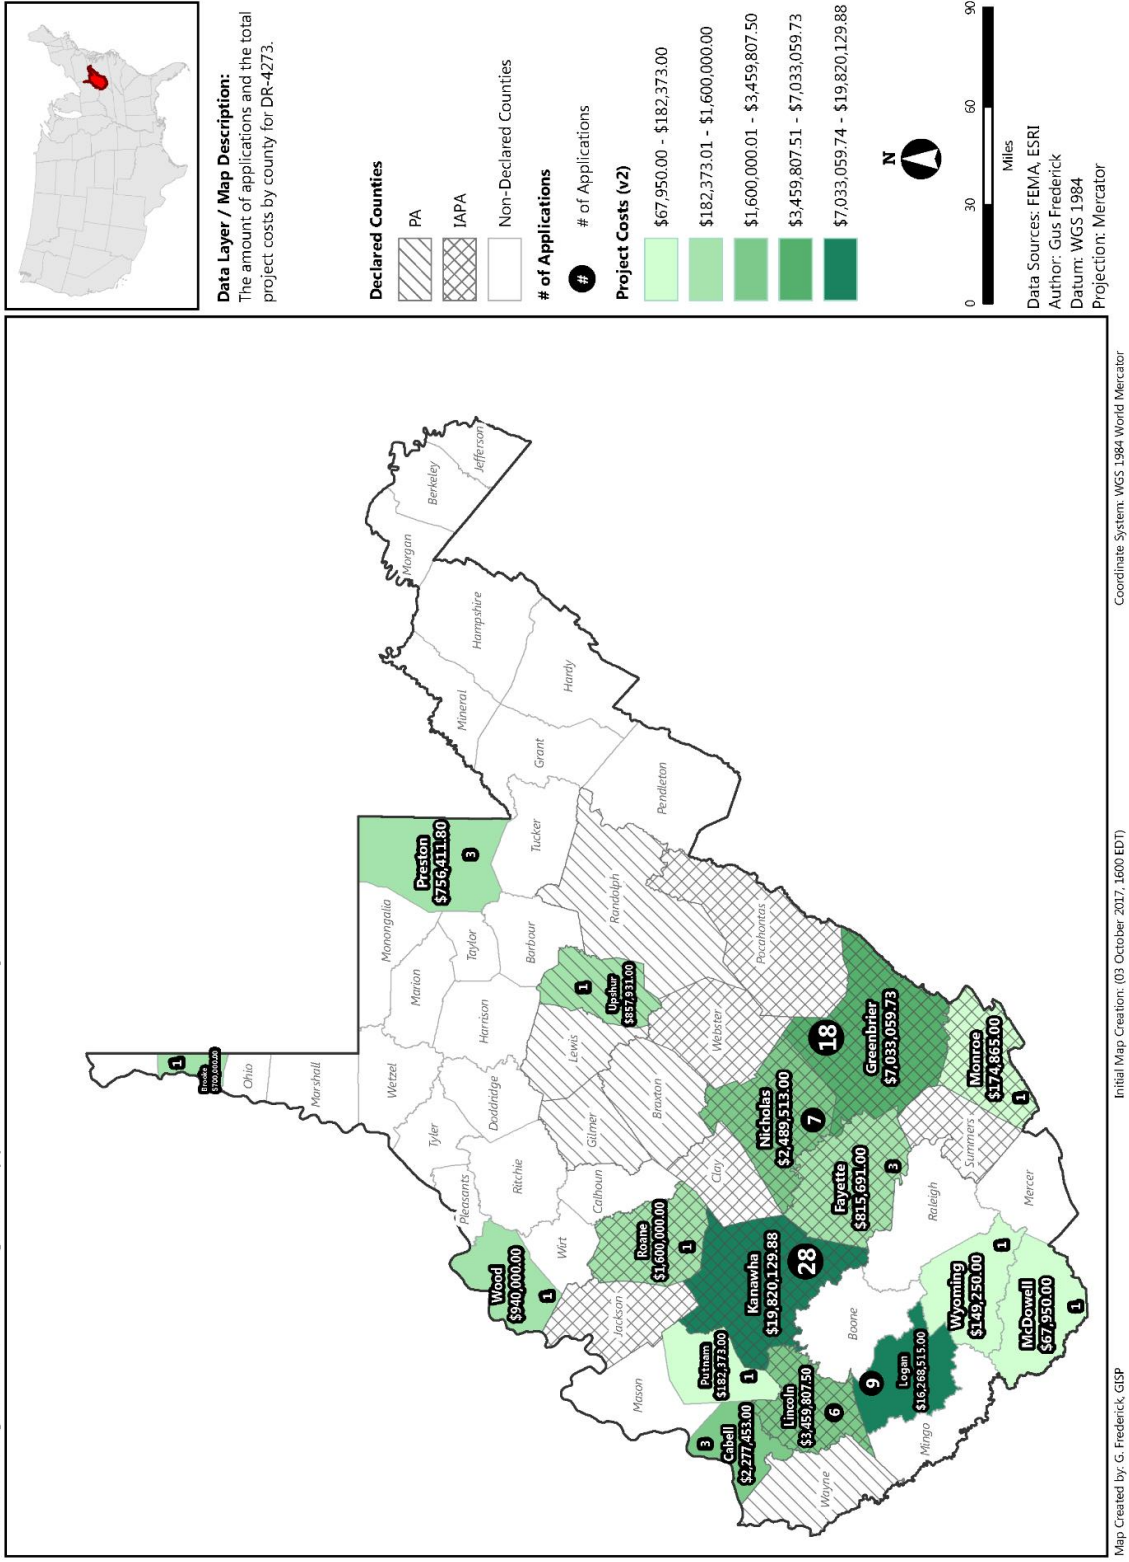 Brooke
$700,000.00
1
Ohio
Marshall
Wetzel
Monongalia
Marion
Taylor
Preston
$756,411.80
3
Tyler
Doddridge
Harrison
Barbour
Tucker
Pleasants
Ritchie
Wood
$940,000.00
1
Wirt
Calhoun
Gilmer
Lewis
Upshur
$857,931.00
1
Randolph
Morgan
Berkeley
Jefferson
Mineral
Hampshire
Grant
Hardy
Pendleton
Mason
Jackson
Roane
$1,600,000.00
1
Braxton
Webster
Pocahontas
Clay
Cabell
$2,277,453.00
3
Putnam
$182,373.00
1
Kanawha
$19,820,129.88
28
Nicholas
$2,489,513.00
7
Greenbrier
$7,033,059.73
18
Fayette
$815,691.00
3
Wayne
Lincoln
$3,459,807.50
6
Boone
Logan
$16,268,515.00
9
Mingo
Raleigh
Summers
Monroe
$174,865.00
1
Mercer
Wyoming
$149,250.00
1
McDowell
$67,950.00
1
Data Layer / Map Description:
The amount of applications and the total
project costs by county for DR-4273.
Declared Counties
PA
IAPA
Non-Declared Counties
# of Applications
# # of Applications
Project Costs (v2)
$67,950.00 - $182,373.00
$182,373.01 - $1,600,000.00
$1,600,000.01 - $3,459,807.50
$3,459,807.51 - $7,033,059.73
$7,033,059.74 - $19,820,129.88
N
0 30 60 90
Miles
Data Sources: FEMA, ESRI
Author: Gus Frederick
Datum: WGS 1984
Projection: Mercator
Map Created by: G. Frederick, GISP
Initial Map Creation: (03 October 2017, 1600 EDT)
Coordinate System: WGS 1984 World Mercator